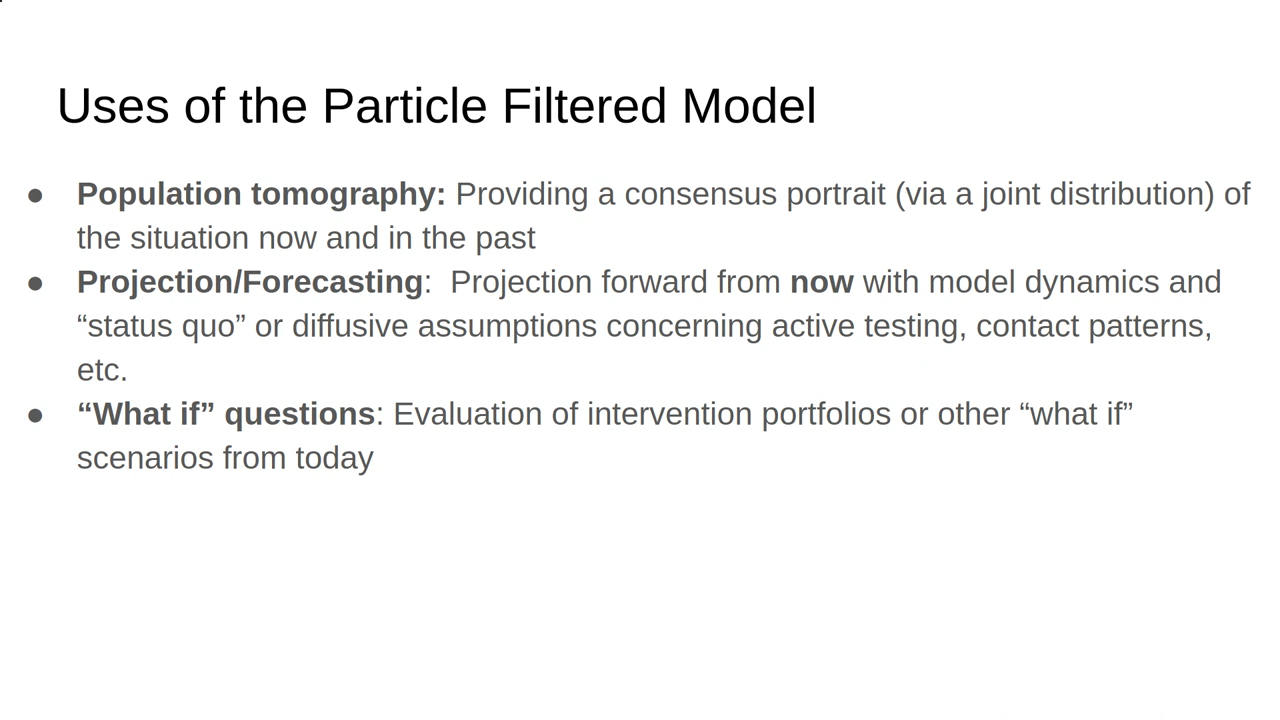 Uses of the Particle Filtered Model
● Population tomography: Providing a consensus portrait (via a joint distribution) of
the situation now and in the past
● Projection/Forecasting:  Projection forward from now with model dynamics and
“status quo” or diffusive assumptions concerning active testing, contact patterns,
etc.
● “What if” questions: Evaluation of intervention portfolios or other “what if”
scenarios from today